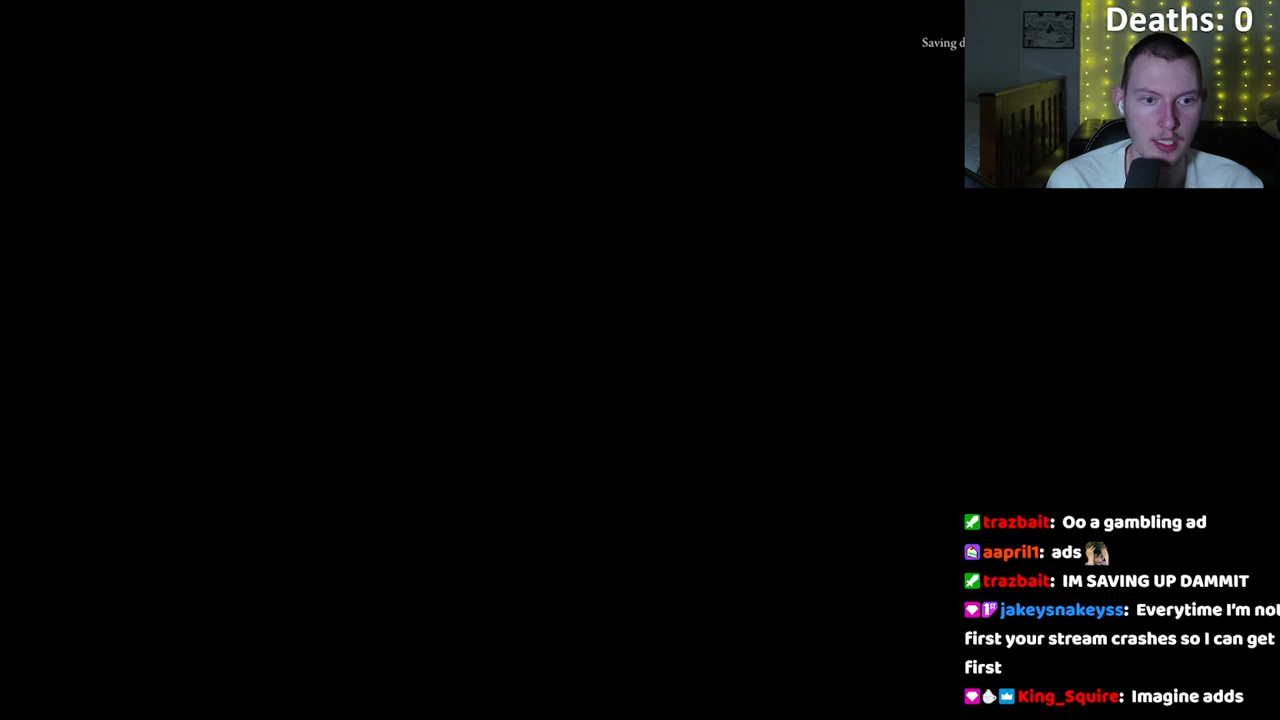 Deaths: 0
Saving
trazbait: Oo a gambling ad
aapril1: ads
trazbait: IM SAVING UP DAMMIT
jakeysnakeyss: Everytime I'm not
first your stream crashes so I can get
first
King_Squire: Imagine adds